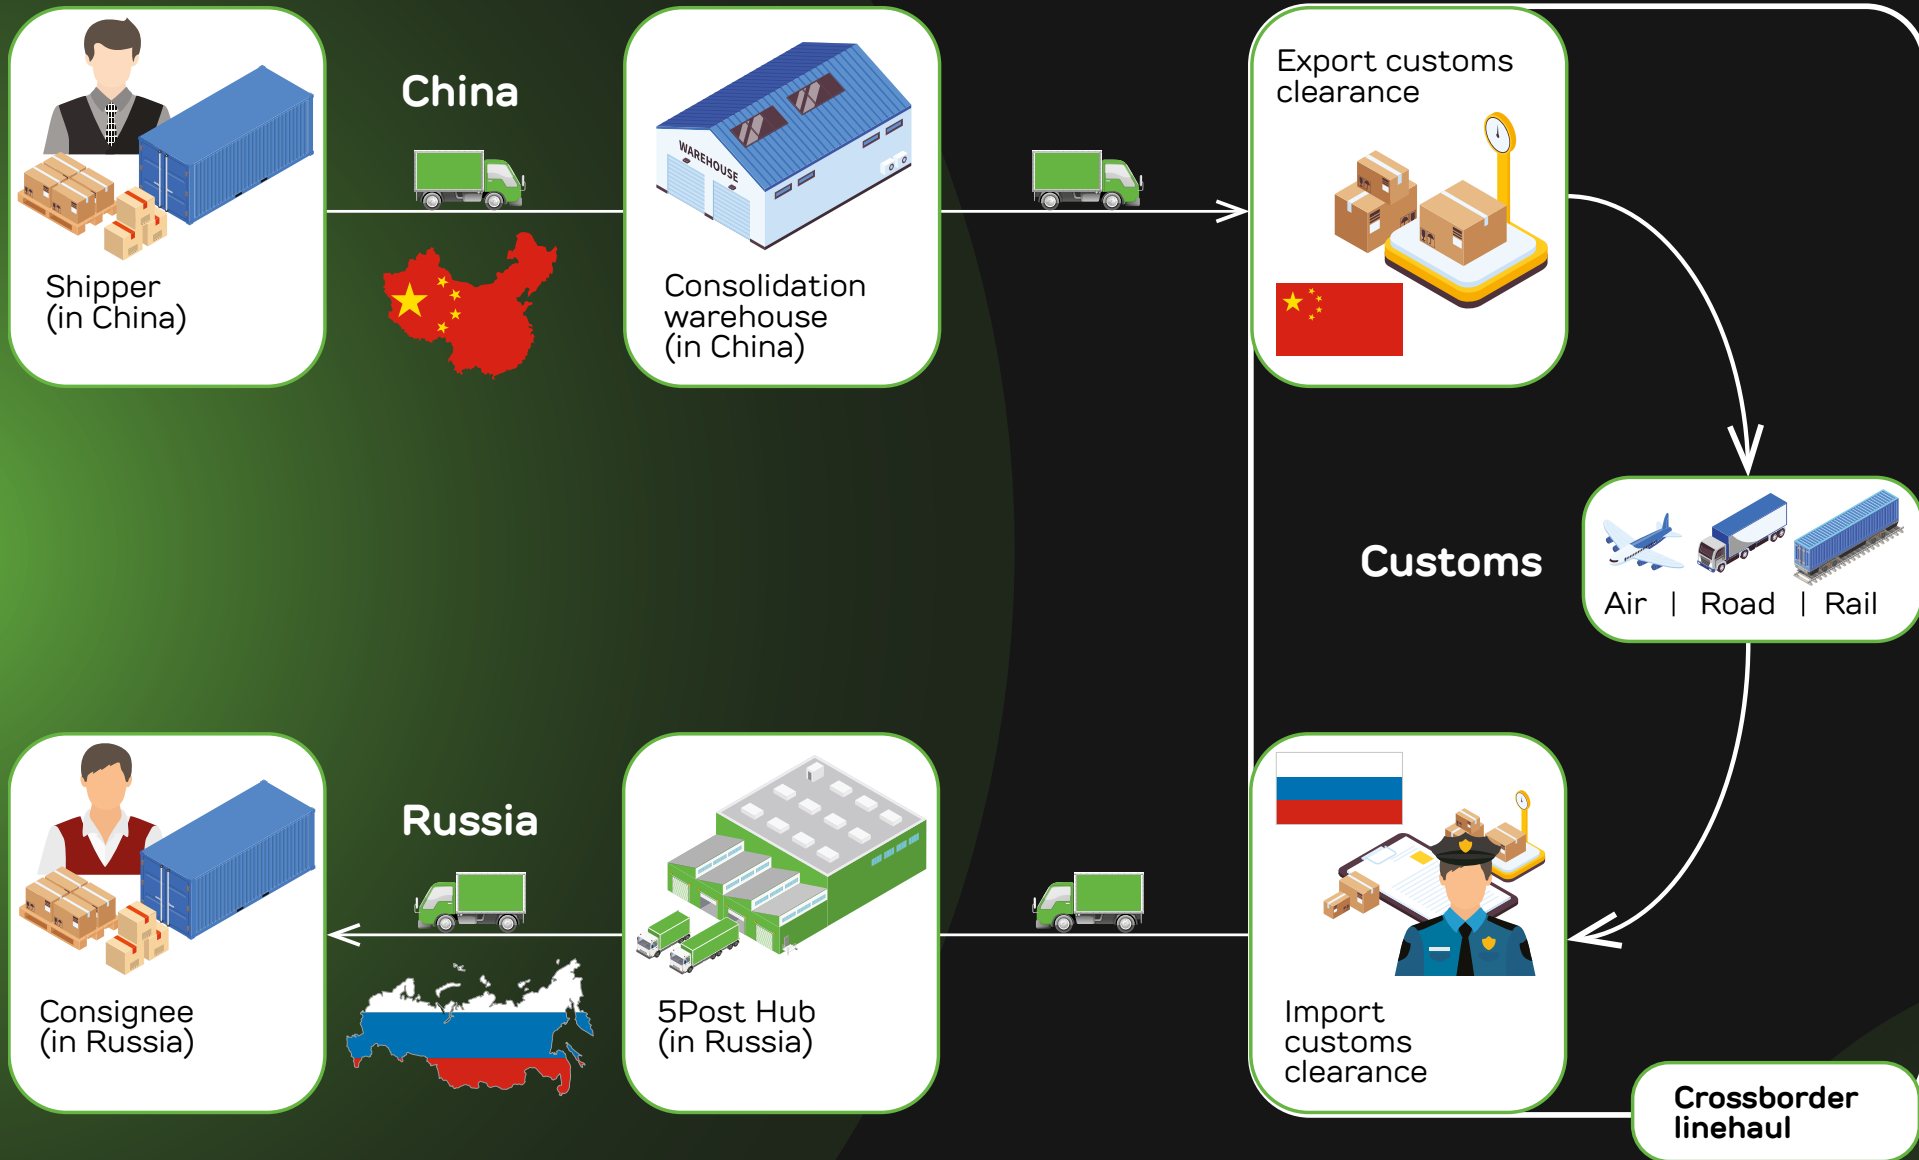 China
Shipper
(in China)
WAREHOUSE
Consolidation
warehouse
(in China)
Export customs
clearance
Customs
Air | Road | Rail
Russia
Consignee
(in Russia)
5Post Hub
(in Russia)
Import
customs
clearance
Crossborder
linehaul